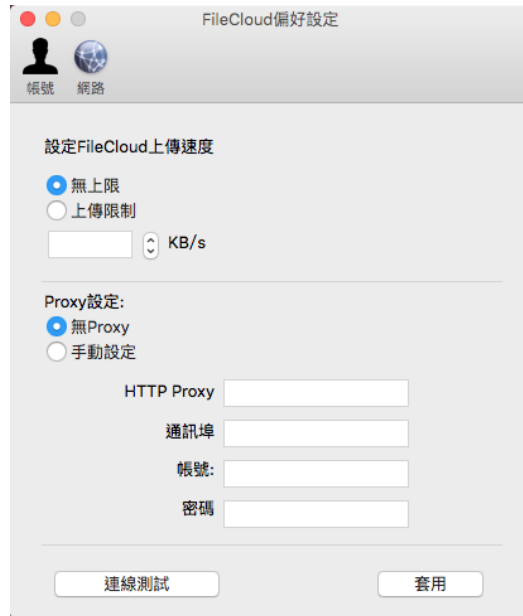 FileCloud偏好設定
帳號 網路
設定FileCloud上傳速度
無上限
上傳限制
KB/s
Proxy設定:
無Proxy
手動設定
HTTP Proxy
通訊埠
帳號:
密碼
連線測試 套用